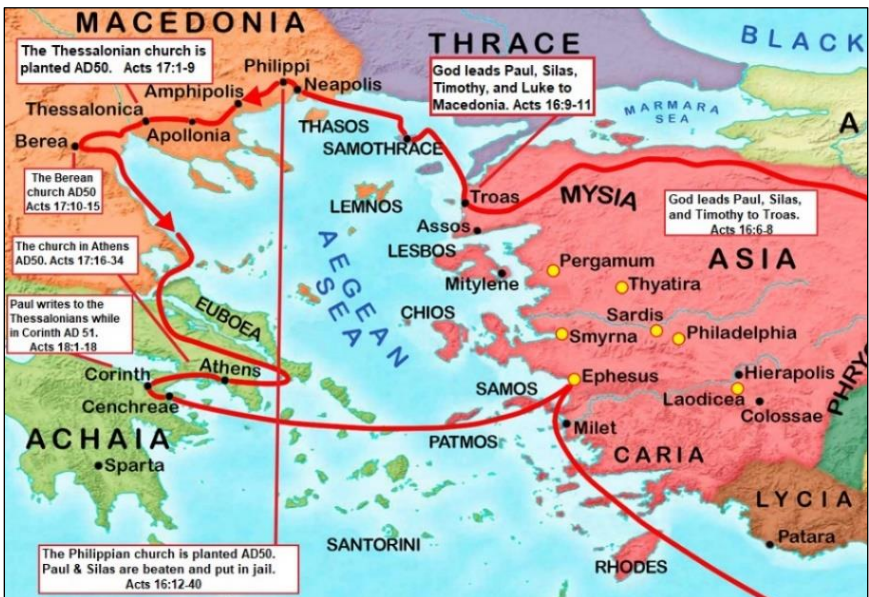 MACEDONIA
THRACE
BLACK
The Thessalonian church is
planted AD50. Acts 17:1-9
God leads Paul, Silas,
Timothy, and Luke to
Macedonia. Acts 16:9-11
Philippi
Neapolis
Amphipolis
Thessalonica
Apollonia
Berea
MARMARA
SEA
A
THASOS
SAMOTHRACE
The Berean
church AD50
Acts 17:10-15
Troas
MYSIA
God leads Paul, Silas,
and Timothy to Troas.
Acts 16:6-8
LEMNOS
Assos
LESBOS
Mitylene
AEGEAN
SEA
ASIA
Pergamum
Thyatira
The church in Athens
AD50. Acts 17:16-34
Paul writes to the
Thessalonians while
in Corinth AD 51.
Acts 18:1-18
EUBOEA
CHIOS
Sardis
Smyrna
Philadelphia
Athens
Corinth
Cenchreae
SAMOS
Ephesus
Hierapolis
Laodicea
Colossae
PHRYG
ACHAIA
Sparta
PATMOS
Milet
CARIA
LYCIA
Patara
The Philippian church is planted AD50.
Paul & Silas are beaten and put in jail.
Acts 16:12-40
SANTORINI
RHODES